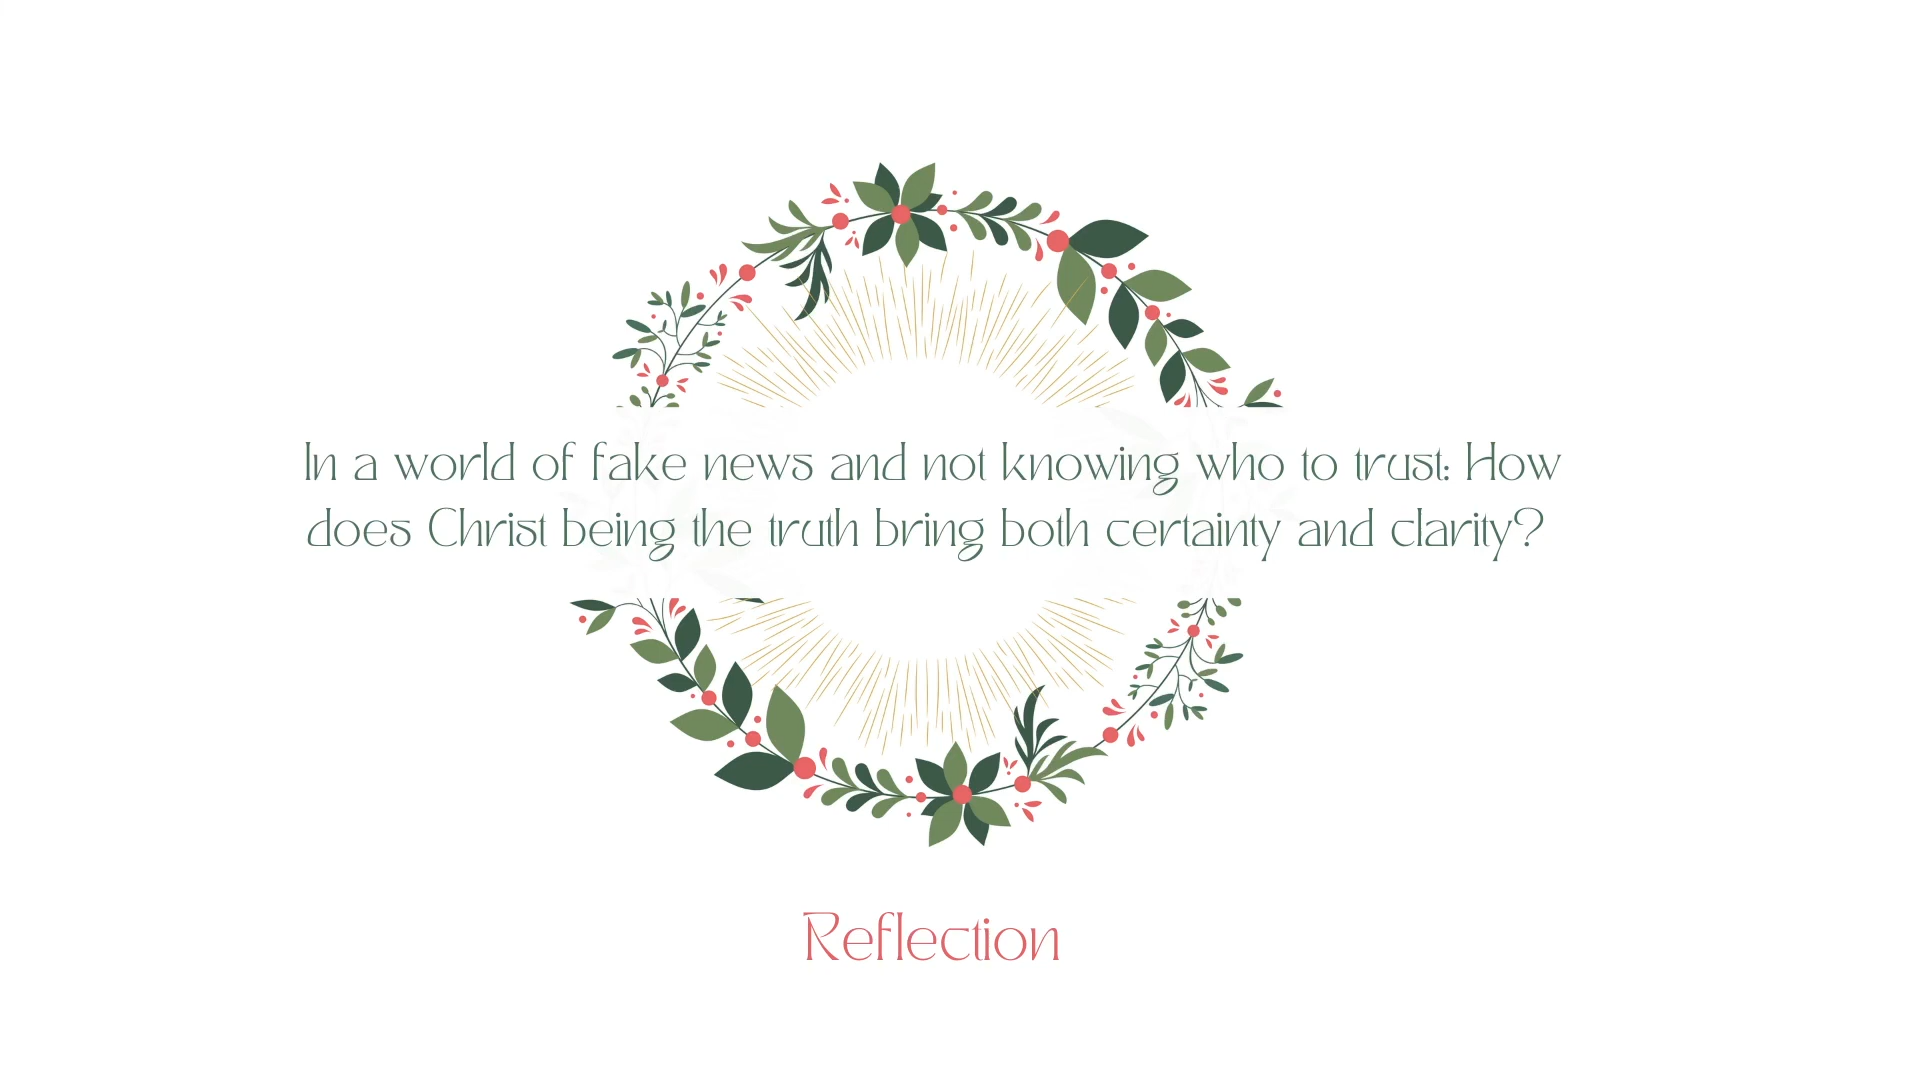 In a world of fake news and not knowing who to trust: How
does Christ being the truth bring both certainty and clarity?
Reflection